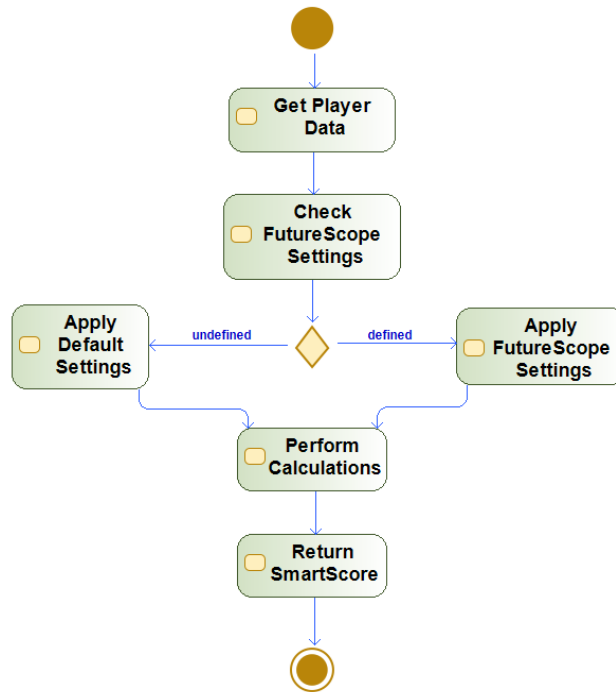 Get Player
Data
Check
FutureScope
Settings
undefined
defined
Apply
Default
Settings
Apply
FutureScope
Settings
Perform
Calculations
Return
SmartScore